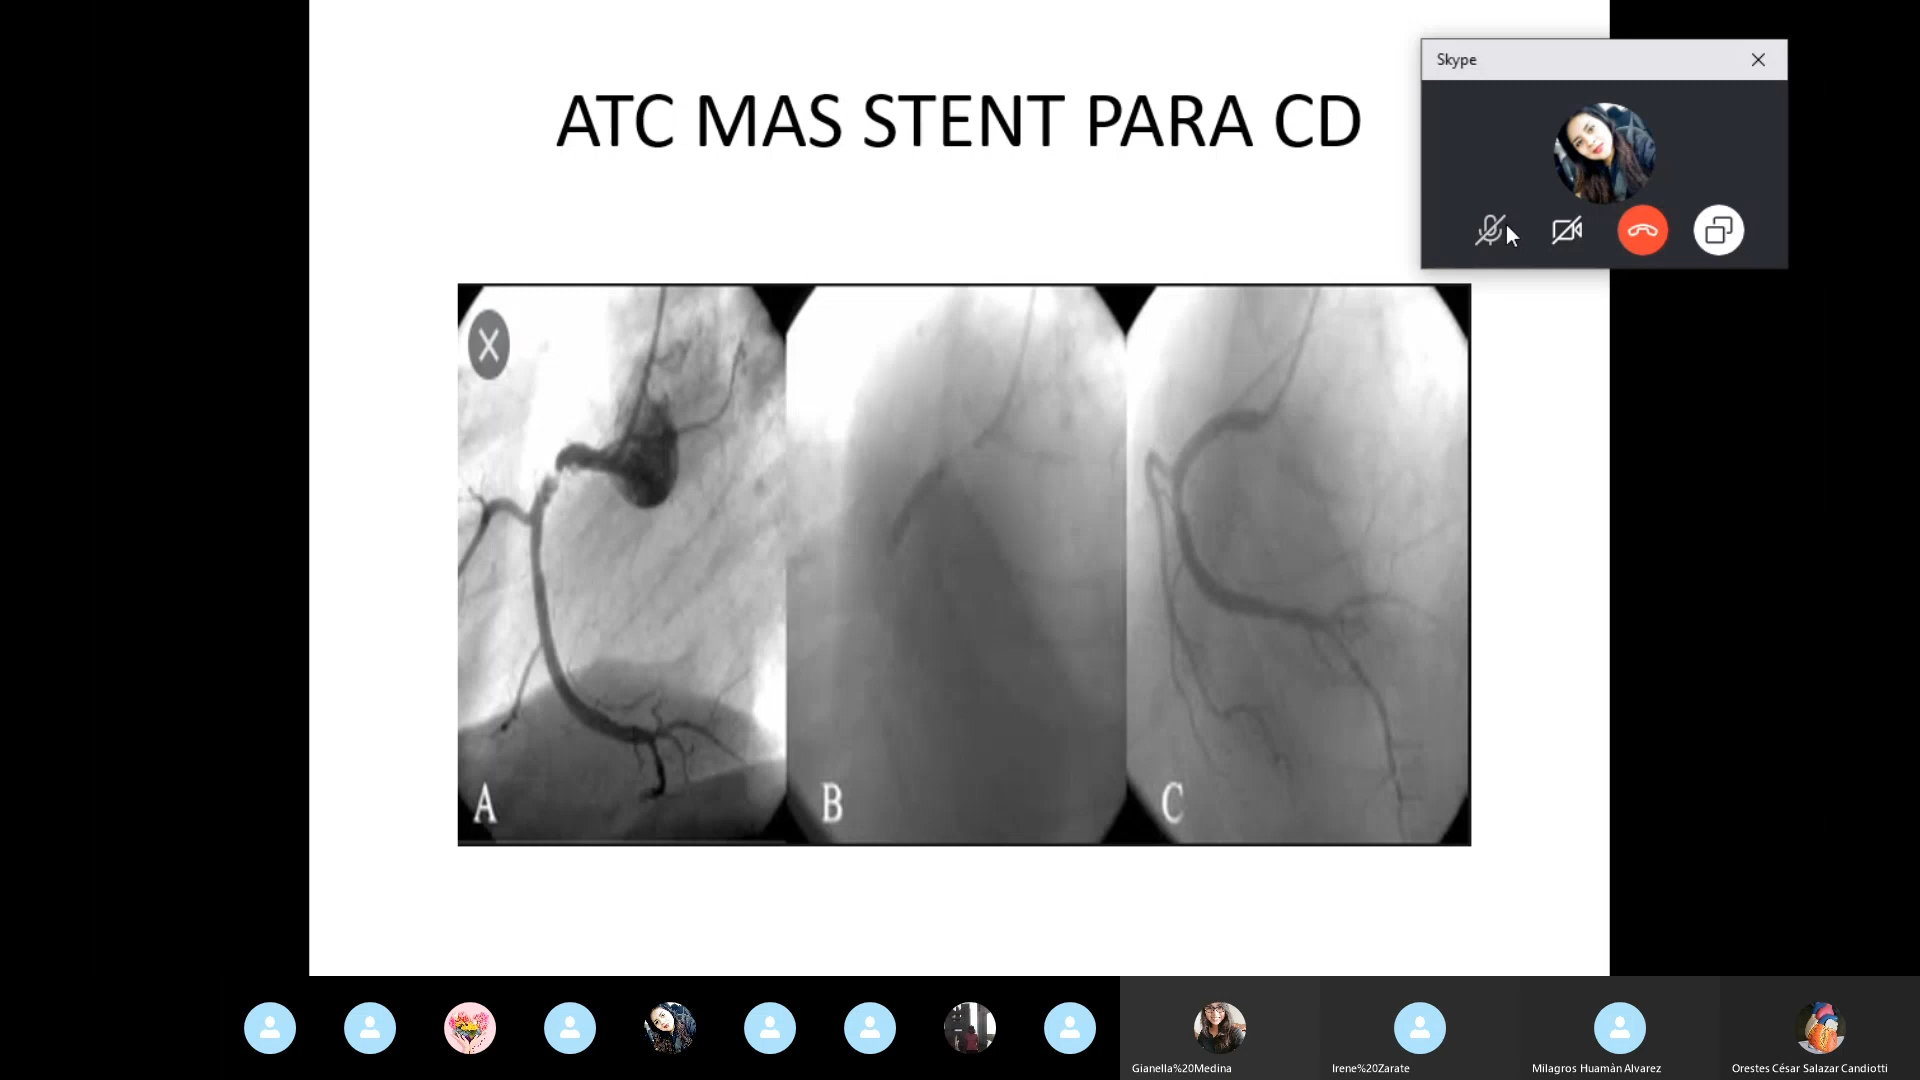 ATC MAS STENT PARA CD
Skype
X
A
B
C
Gianella%20Medina
Irene%20Zarate
Milagros Huamàn Alvarez
Orestes César Salazar Candiotti